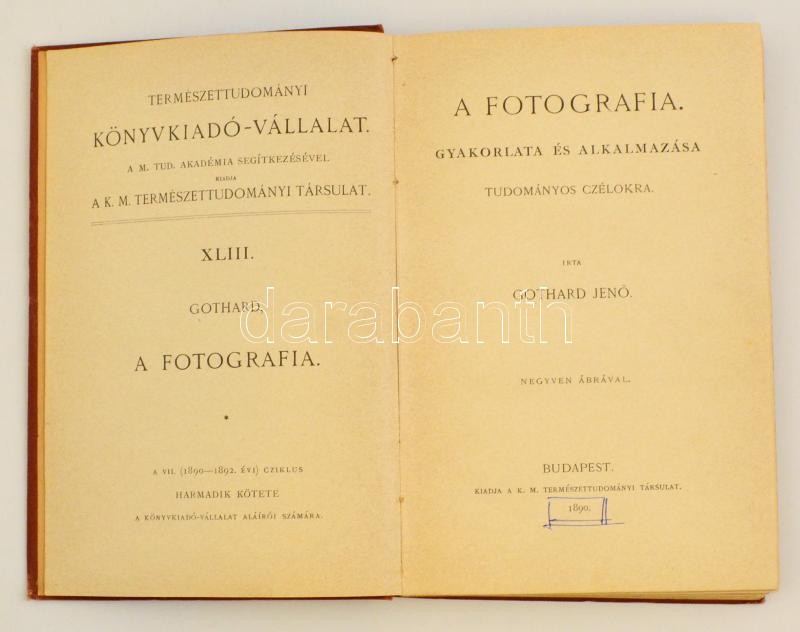 TERMÉSZETTUDOMÁNYI
KÖNYVKIADÓ-VÁLLALAT.
A M. TUD. AKADÉMIA SEGÍTKEZÉSÉVEL
KIADJA
A K. M. TERMÉSZETTUDOMÁNYI TÁRSULAT.
XLIII.
GOTHARD,
A FOTOGRAFIA.
*
A VII. (1890—1892. ÉVI) CZIKLUS
HARMADIK KÖTETE
A KÖNYVKIADÓ-VÁLLALAT ALÁÍRÓI SZÁMÁRA.
A FOTOGRAFIA.
GYAKORLATA ÉS ALKALMAZÁSA
TUDOMÁNYOS CZÉLOKRA.
IRTA
GOTHARD JENŐ.
NEGYVEN ÁBRÁVAL.
BUDAPEST.
KIADJA A K. M. TERMÉSZETTUDOMÁNYI TÁRSULAT.
1890.
darabanth